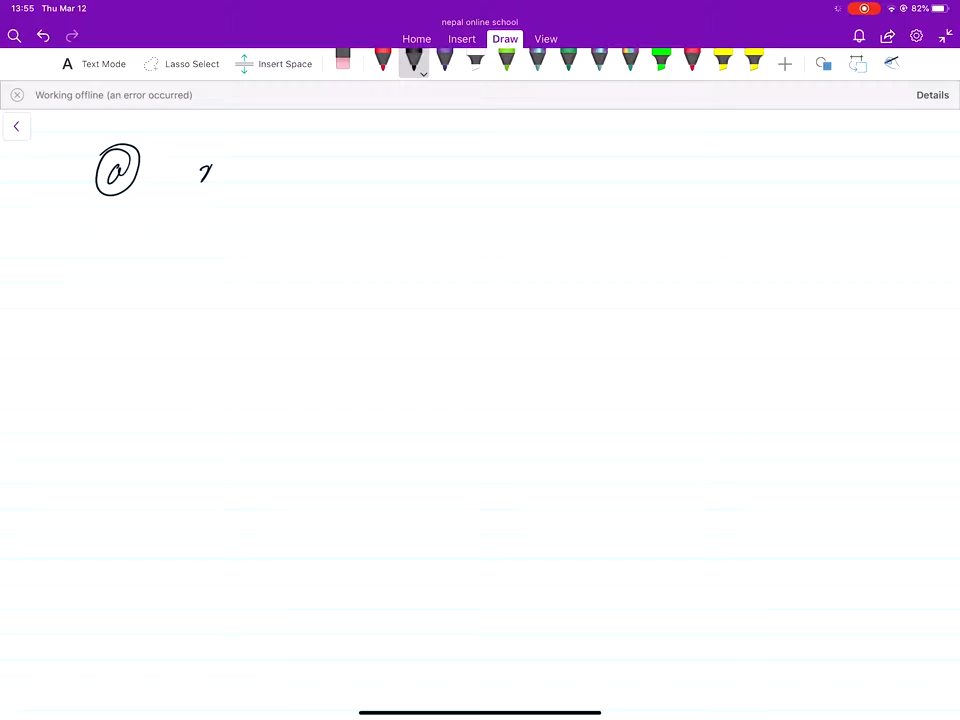 13:55 Thu Mar 12
82%
nepal online school
Home Insert Draw View
A Text Mode Lasso Select Insert Space
Working offline (an error occurred) Details
a x